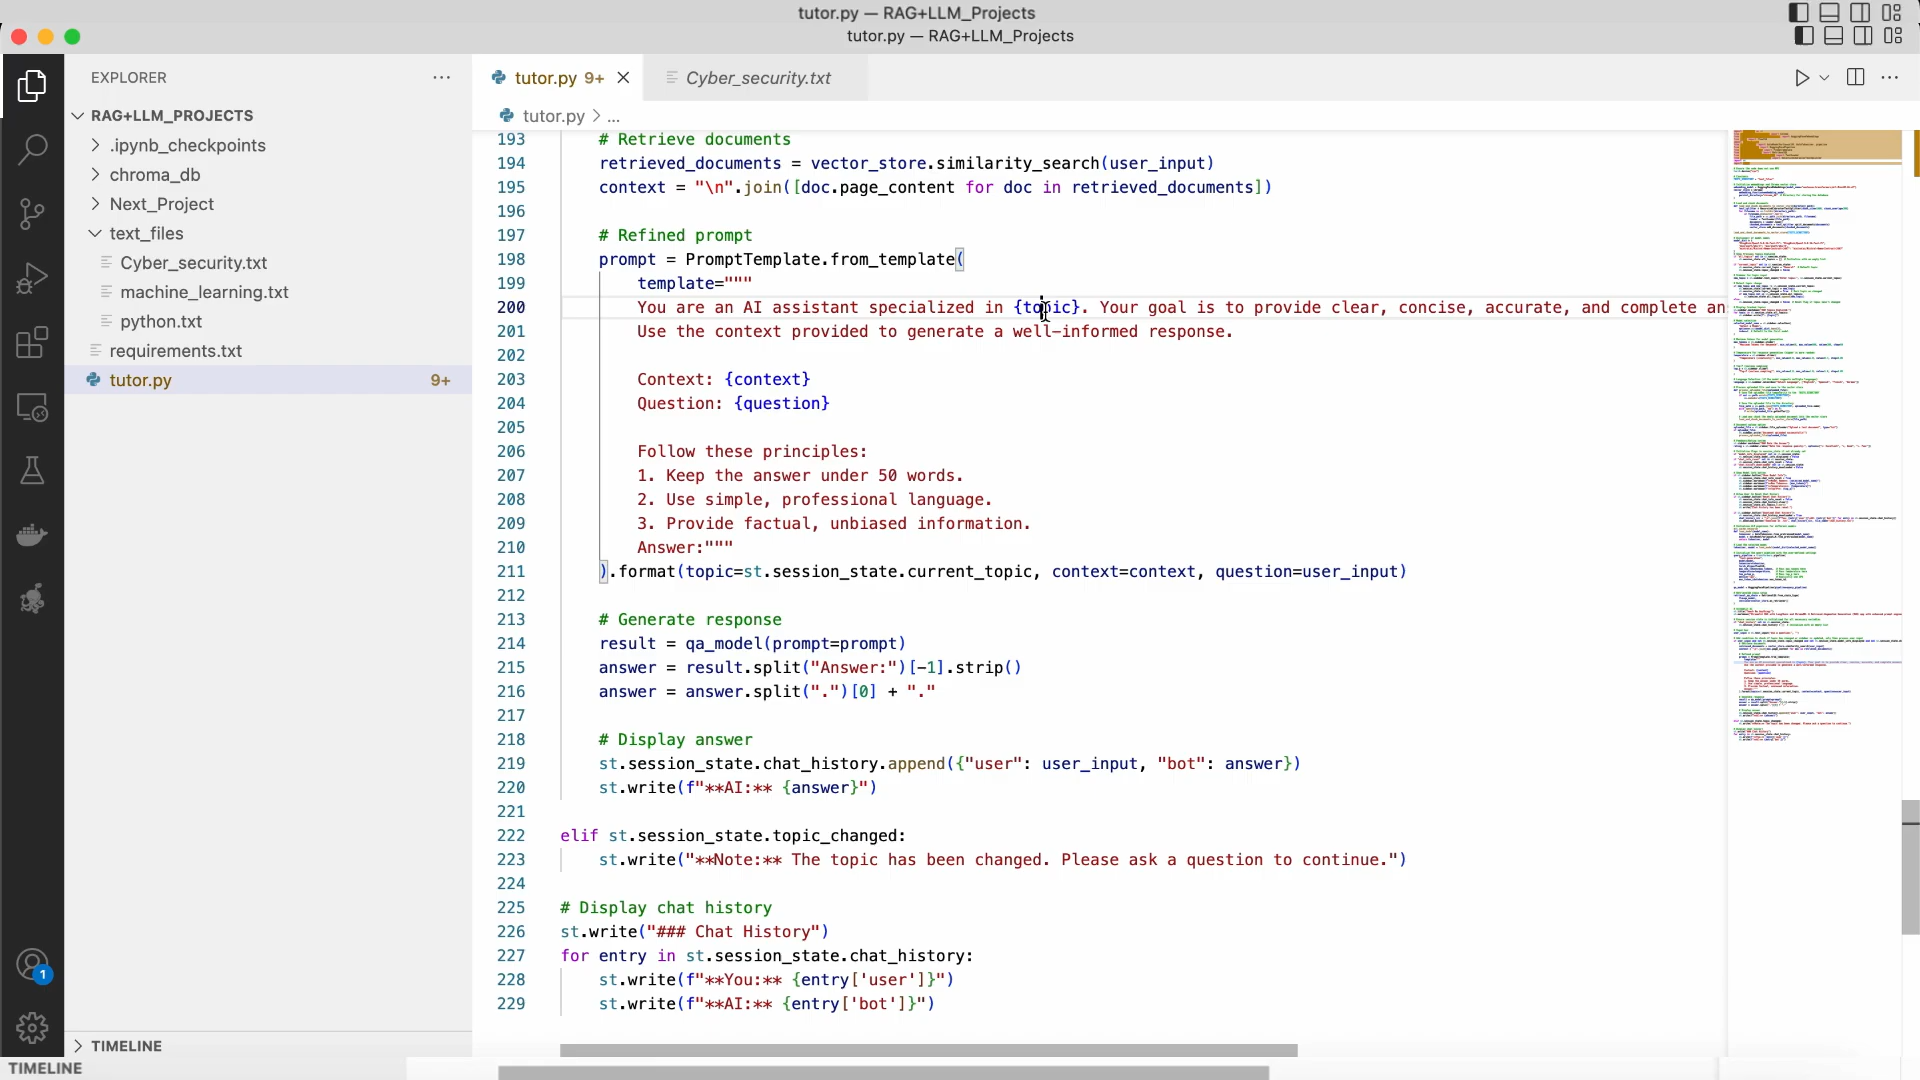 tutor.py — RAG+LLM_Projects
tutor.py — RAG+LLM_Projects
EXPLORER
RAG+LLM_PROJECTS
.ipynb_checkpoints
chroma_db
Next_Project
text_files
Cyber_security.txt
machine_learning.txt
python.txt
requirements.txt
tutor.py 9+
TIMELINE
TIMELINE
1
tutor.py 9+
Cyber_security.txt
tutor.py > ...
193 # Retrieve documents
194 retrieved_documents = vector_store.similarity_search(user_input)
195 context = "\n".join([doc.page_content for doc in retrieved_documents])
196
197 # Refined prompt
198 prompt = PromptTemplate.from_template(
199 template="""
200 You are an AI assistant specialized in {topic}. Your goal is to provide clear, concise, accurate, and complete an
201 Use the context provided to generate a well-informed response.
202
203 Context: {context}
204 Question: {question}
205
206 Follow these principles:
207 1. Keep the answer under 50 words.
208 2. Use simple, professional language.
209 3. Provide factual, unbiased information.
210 Answer:"""
211 ).format(topic=st.session_state.current_topic, context=context, question=user_input)
212
213 # Generate response
214 result = qa_model(prompt=prompt)
215 answer = result.split("Answer:")[-1].strip()
216 answer = answer.split(".")[0] + "."
217
218 # Display answer
219 st.session_state.chat_history.append({"user": user_input, "bot": answer})
220 st.write(f"**AI:** {answer}")
221
222 elif st.session_state.topic_changed:
223 st.write("**Note:** The topic has been changed. Please ask a question to continue.")
224
225 # Display chat history
226 st.write("### Chat History")
227 for entry in st.session_state.chat_history:
228 st.write(f"**You:** {entry['user']}")
229 st.write(f"**AI:** {entry['bot']}")